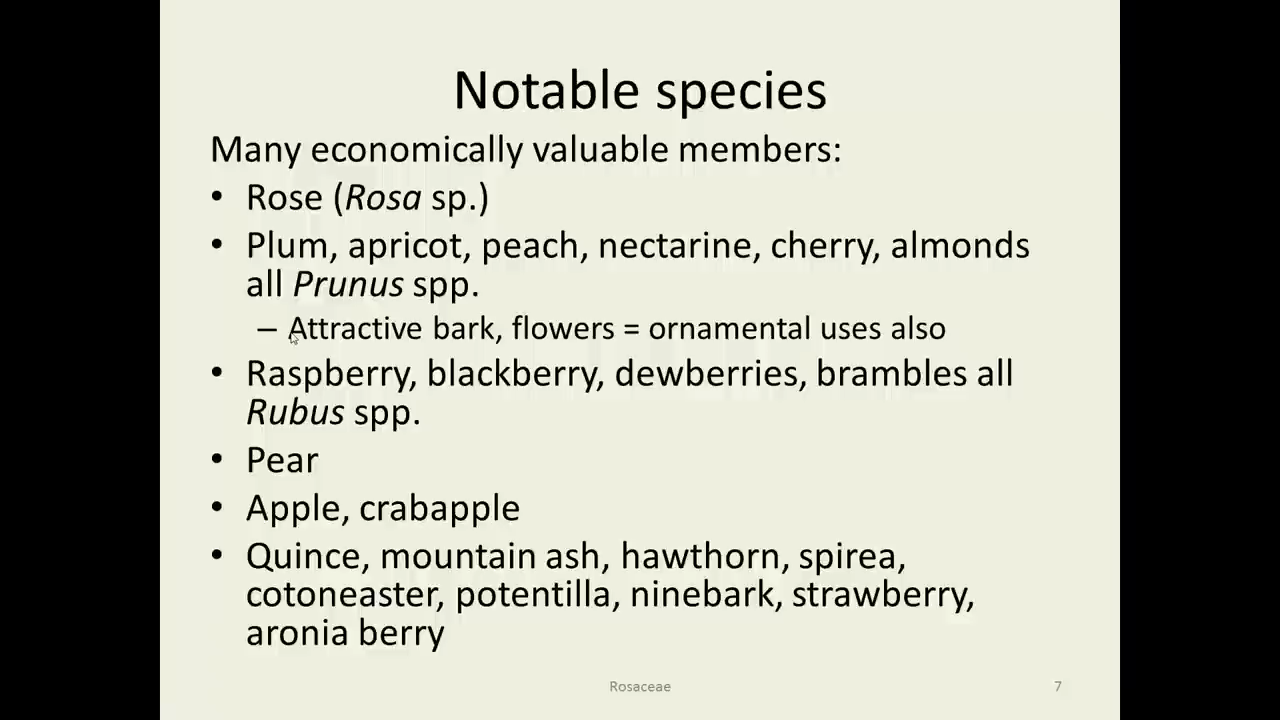 Notable species
Many economically valuable members:
• Rose (Rosa sp.)
• Plum, apricot, peach, nectarine, cherry, almonds
all Prunus spp.
– Attractive bark, flowers = ornamental uses also
• Raspberry, blackberry, dewberries, brambles all
Rubus spp.
• Pear
• Apple, crabapple
• Quince, mountain ash, hawthorn, spirea,
cotoneaster, potentilla, ninebark, strawberry,
aronia berry
Rosaceae
7